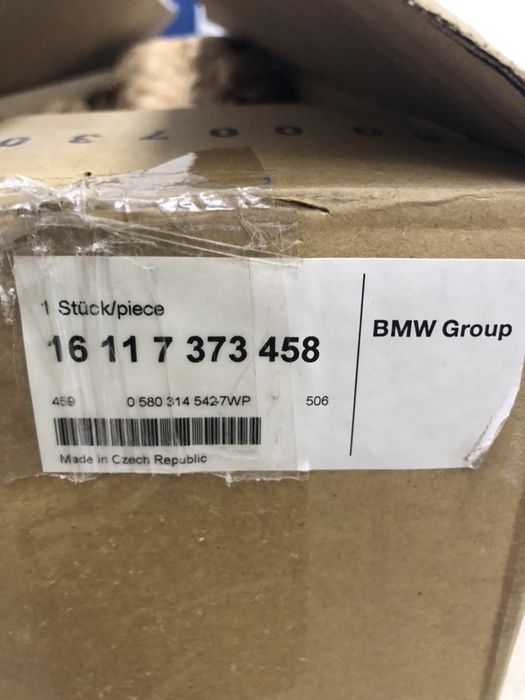 1 Stück/piece
16 11 7 373 458
BMW Group
459 0 580 314 542-7WP 506
Made in Czech Republic